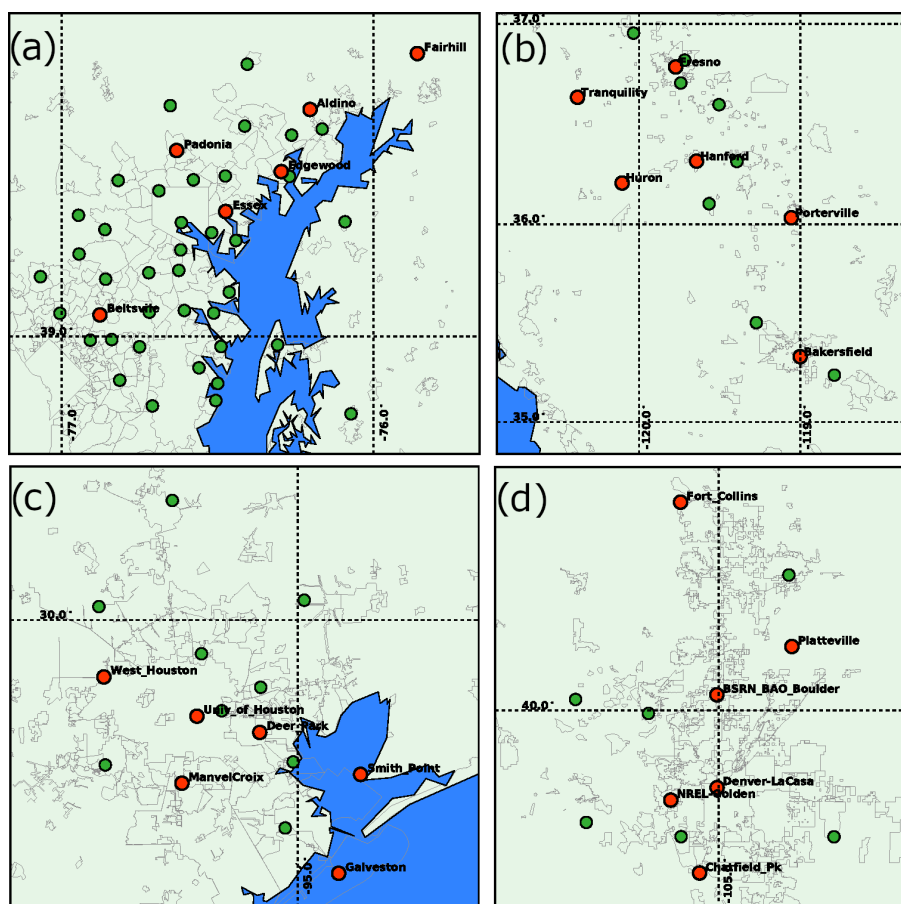 (a)
Fairhill
Aldino
Padonia
Edgewood
Essex
Beltsville
39.0°
-77.0
-76.0
(b)
37.0°
Fresno
Tranquility
Hanford
Huron
36.0°
Porterville
Bakersfield
35.0°
-120.0
-119.0
(c)
30.0°
West_Houston
Univ_of_Houston
Deer_Park
Smith_Point
ManvelCroix
Galveston
-95.0
(d)
Fort_Collins
Platteville
BSRN_BAO_Boulder
40.0°
Denver-LaCasa
NREL-Golden
Chatfield_Pk
-105.0